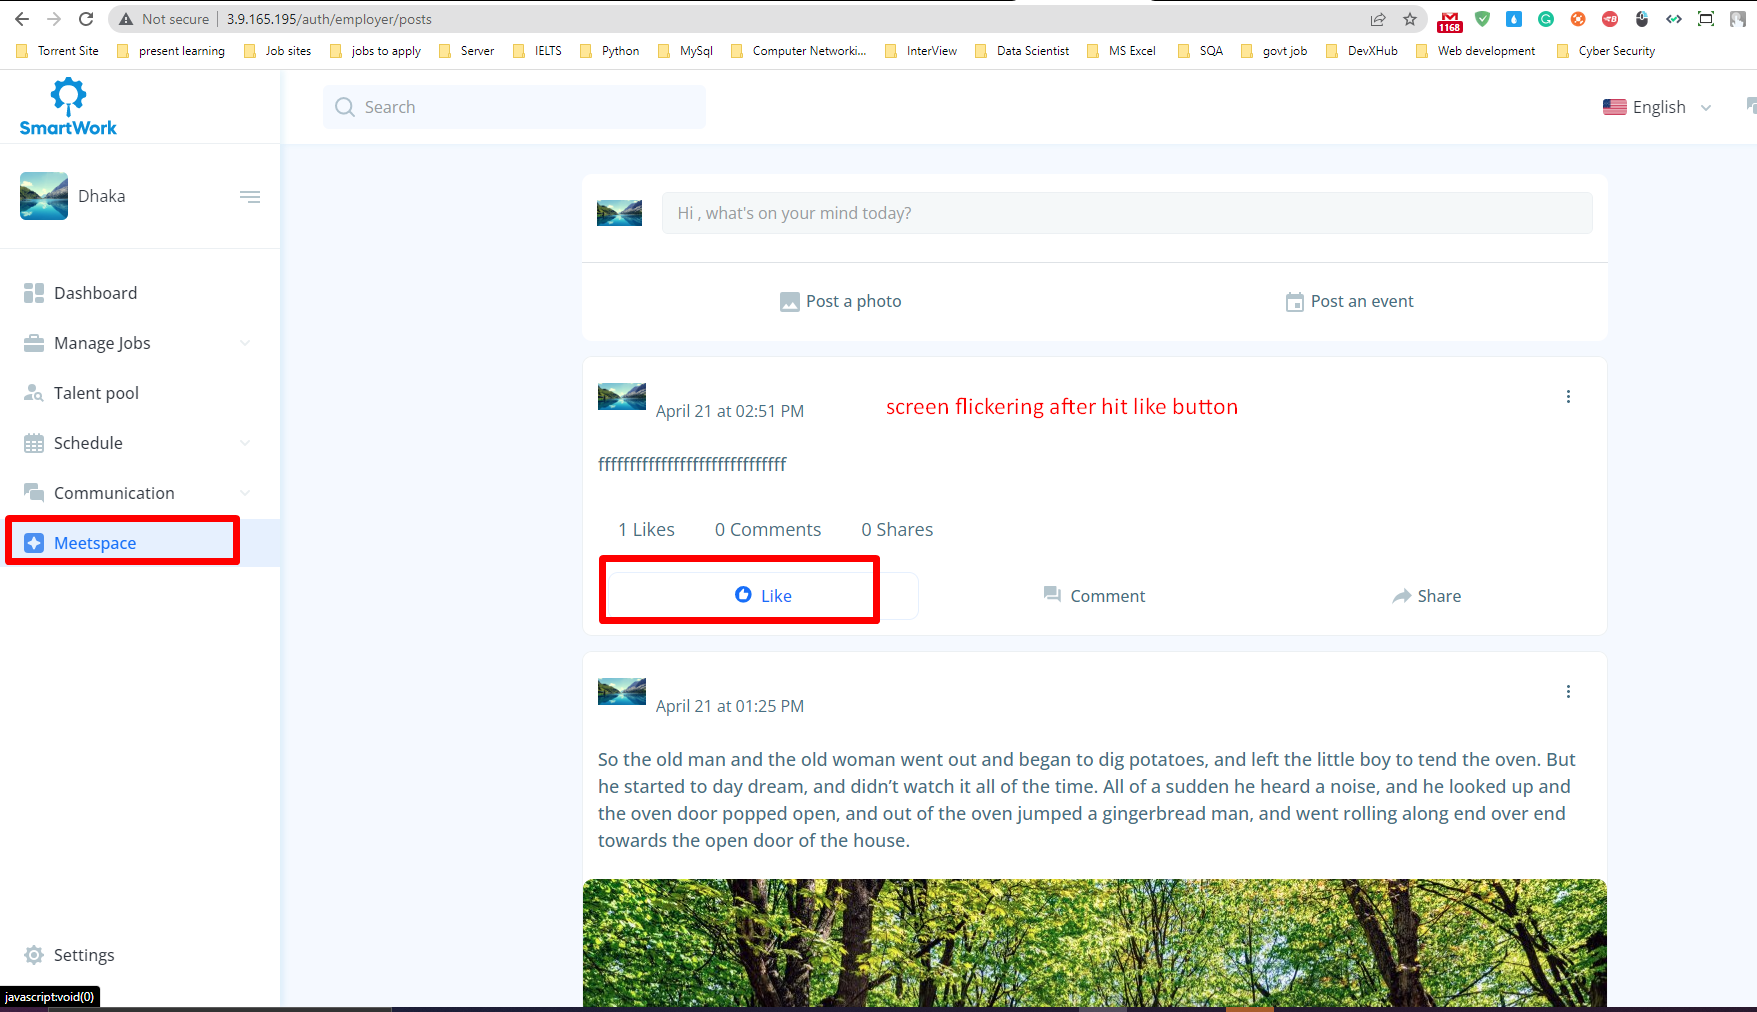 Not secure | 3.9.165.195/auth/employer/posts
1168
Torrent Site present learning Job sites jobs to apply Server IELTS Python MySql Computer Networki... InterView Data Scientist MS Excel SQA govt job DevXHub Web development Cyber Security
SmartWork
Search
English
Dhaka
Dashboard
Manage Jobs
Talent pool
Schedule
Communication
Meetspace
Settings
javascript:void(0)
Hi , what's on your mind today?
Post a photo Post an event
April 21 at 02:51 PM
screen flickering after hit like button
ffffffffffffffffffffffffffffffff
1 Likes 0 Comments 0 Shares
Like Comment Share
April 21 at 01:25 PM
So the old man and the old woman went out and began to dig potatoes, and left the little boy to tend the oven. But
he started to day dream, and didn’t watch it all of the time. All of a sudden he heard a noise, and he looked up and
the oven door popped open, and out of the oven jumped a gingerbread man, and went rolling along end over end
towards the open door of the house.